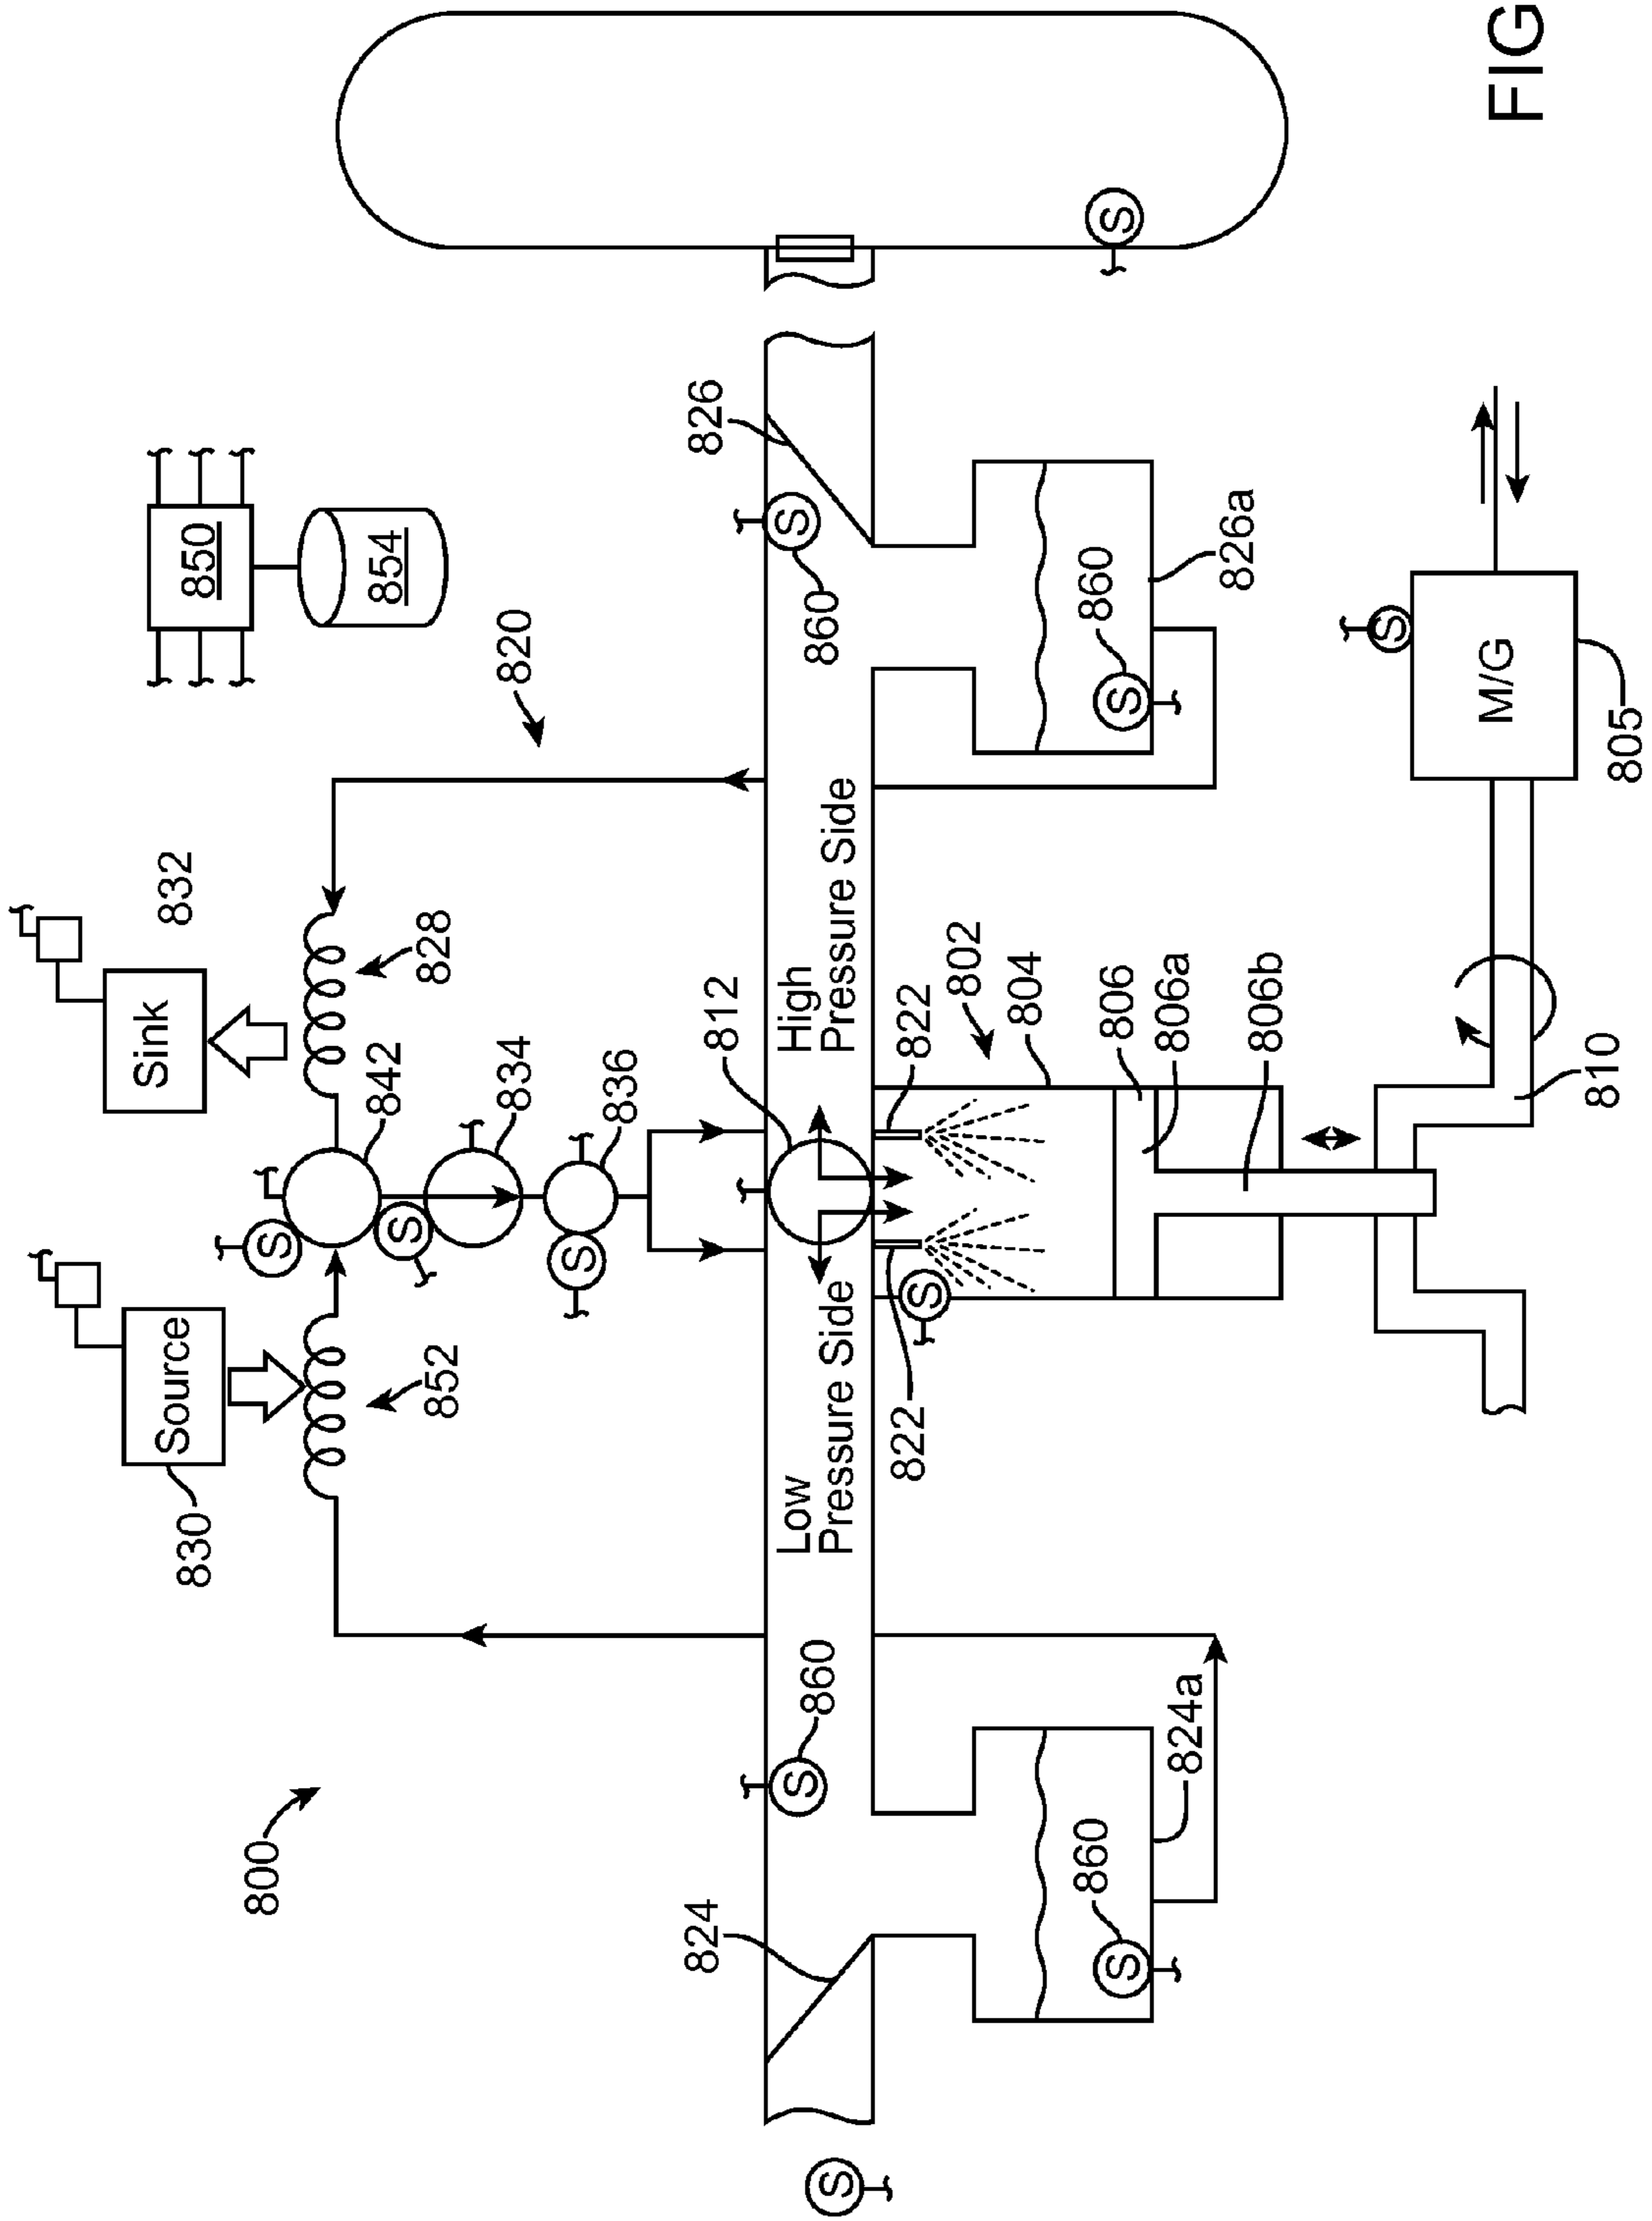 800
830
Source
852
Sink
832
828
842
834
836
820
850
854
S
S
S
824
860
Low
Pressure Side
812
High
Pressure Side
826
S
S
860
S
822
822
S
802
804
806
806a
806b
860
S
824a
860
S
826a
S
810
M/G
S
805
FIG